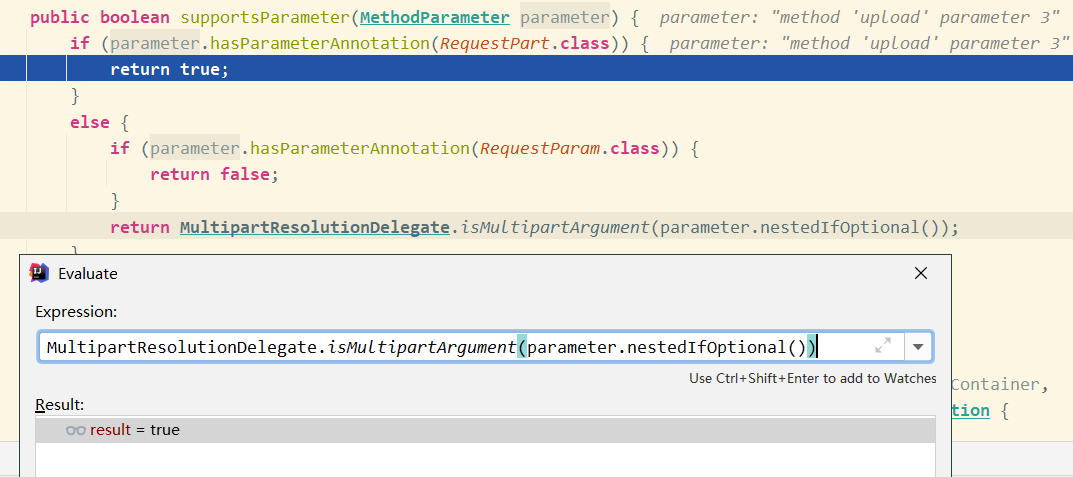 public boolean supportsParameter(MethodParameter parameter) {  parameter: "method 'upload' parameter 3"
if (parameter.hasParameterAnnotation(RequestPart.class)) {  parameter: "method 'upload' parameter 3"
return true;
}
else {
if (parameter.hasParameterAnnotation(RequestParam.class)) {
return false;
}
return MultipartResolutionDelegate.isMultipartArgument(parameter.nestedIfOptional());
}
Evaluate
Expression:
MultipartResolutionDelegate.isMultipartArgument(parameter.nestedIfOptional())
Use Ctrl+Shift+Enter to add to Watches
Container,
Result:
tion {
result = true